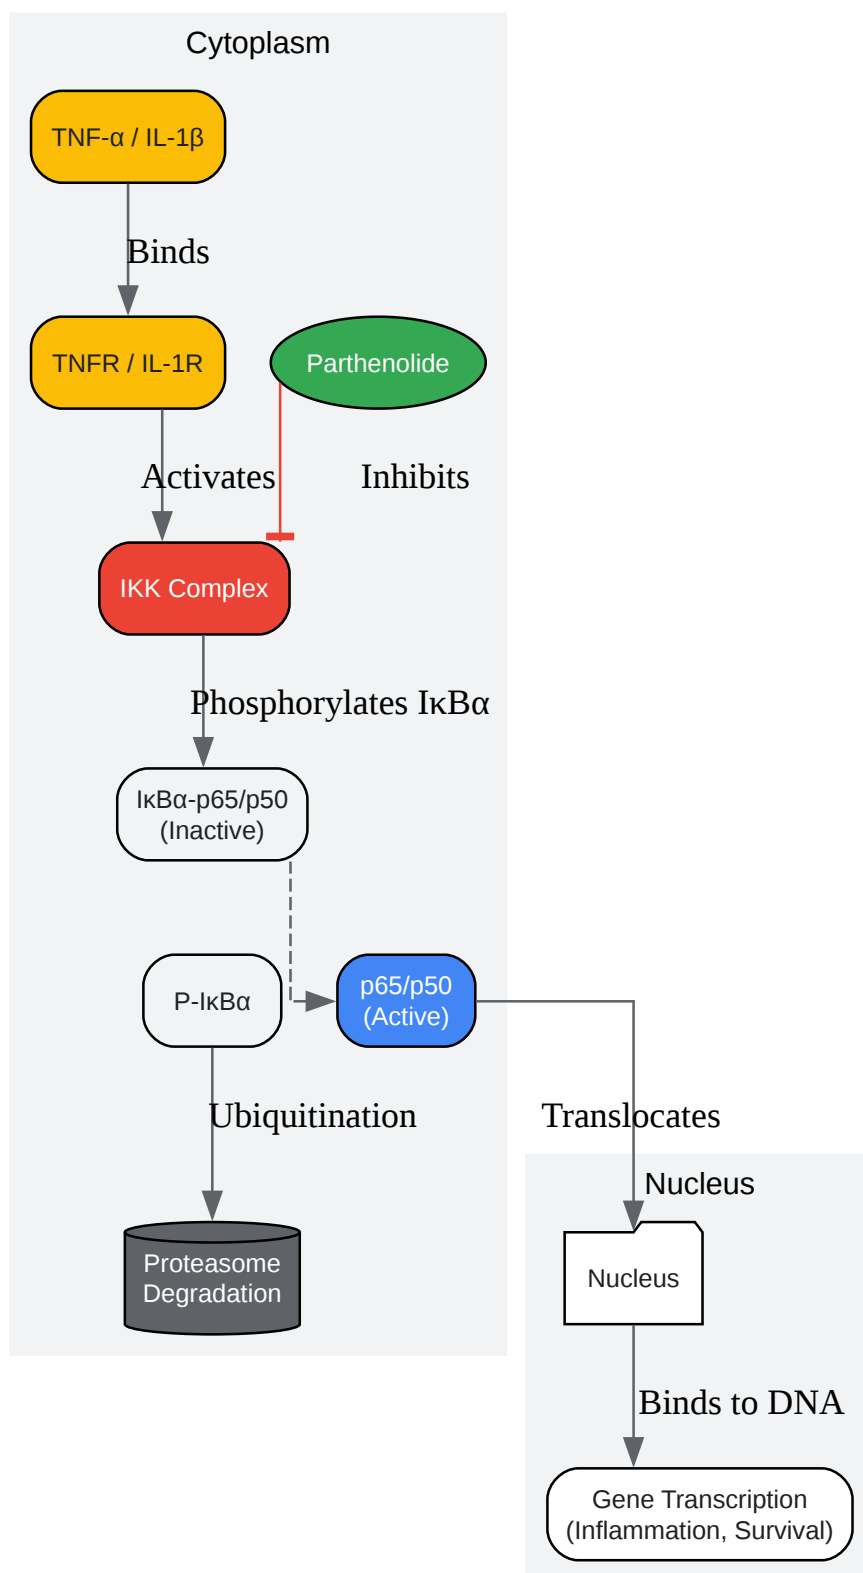 Cytoplasm
TNF-α / IL-1β
Binds
TNFR / IL-1R
Parthenolide
Activates
Inhibits
IKK Complex
Phosphorylates IκBα
IκBα-p65/p50
(Inactive)
P-IκBα
p65/p50
(Active)
Ubiquitination
Translocates
Nucleus
Proteasome
Degradation
Nucleus
Binds to DNA
Gene Transcription
(Inflammation, Survival)